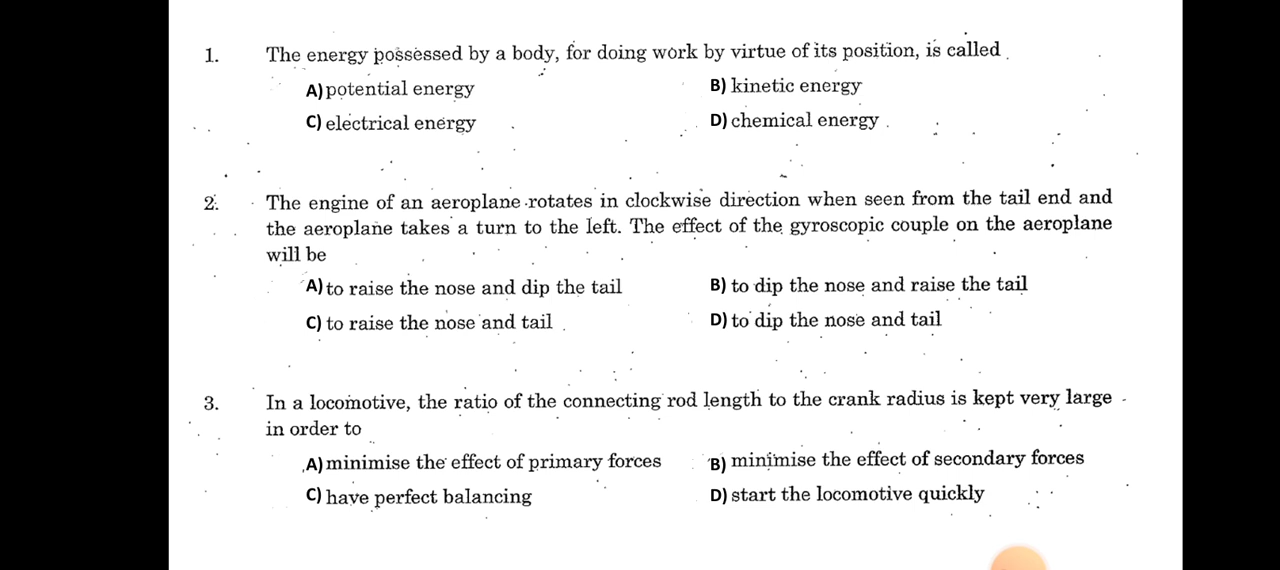 1. The energy possessed by a body, for doing work by virtue of its position, is called
A) potential energy B) kinetic energy
C) electrical energy D) chemical energy
2. The engine of an aeroplane rotates in clockwise direction when seen from the tail end and
the aeroplane takes a turn to the left. The effect of the gyroscopic couple on the aeroplane
will be
A) to raise the nose and dip the tail B) to dip the nose and raise the tail
C) to raise the nose and tail D) to dip the nose and tail
3. In a locomotive, the ratio of the connecting rod length to the crank radius is kept very large
in order to
A) minimise the effect of primary forces B) minimise the effect of secondary forces
C) have perfect balancing D) start the locomotive quickly